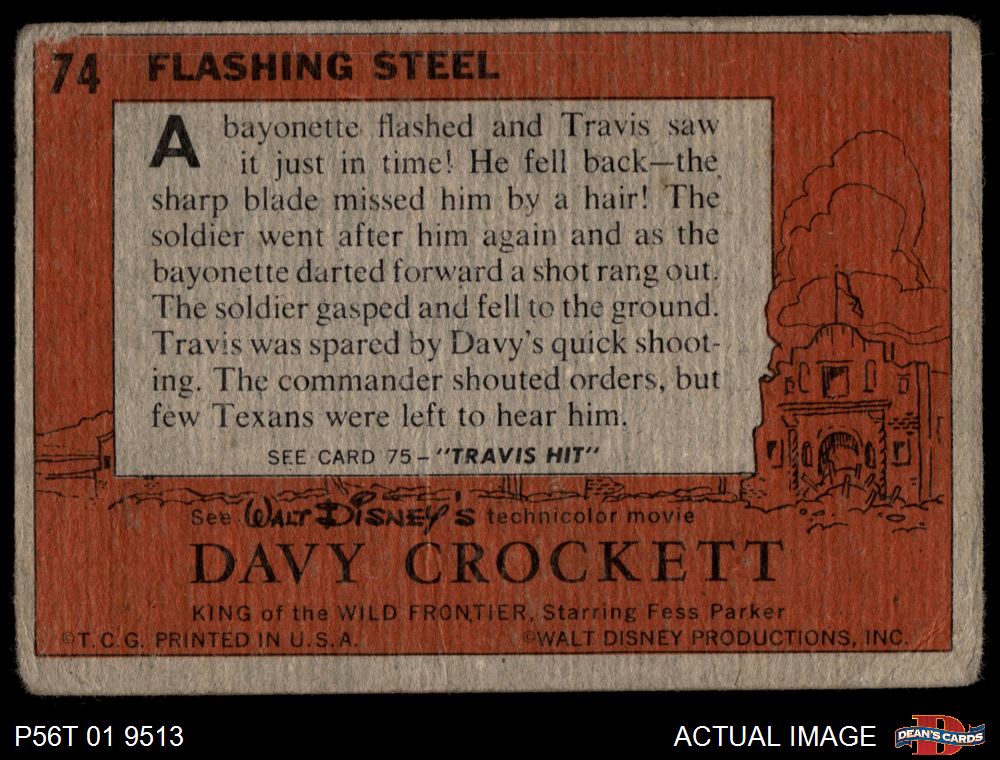 74 FLASHING STEEL
A bayonette flashed and Travis saw
it just in time! He fell back—the
sharp blade missed him by a hair! The
soldier went after him again and as the
bayonette darted forward a shot rang out.
The soldier gasped and fell to the ground.
Travis was spared by Davy's quick shoot-
ing. The commander shouted orders, but
few Texans were left to hear him.
SEE CARD 75–"TRAVIS HIT"
See WALT DISNEY'S technicolor movie
DAVY CROCKETT
KING of the WILD FRONTIER, Starring Fess Parker
©T.C.G. PRINTED IN U.S.A. ©WALT DISNEY PRODUCTIONS, INC.
P56T 01 9513 ACTUAL IMAGE D DEAN'S CARDS